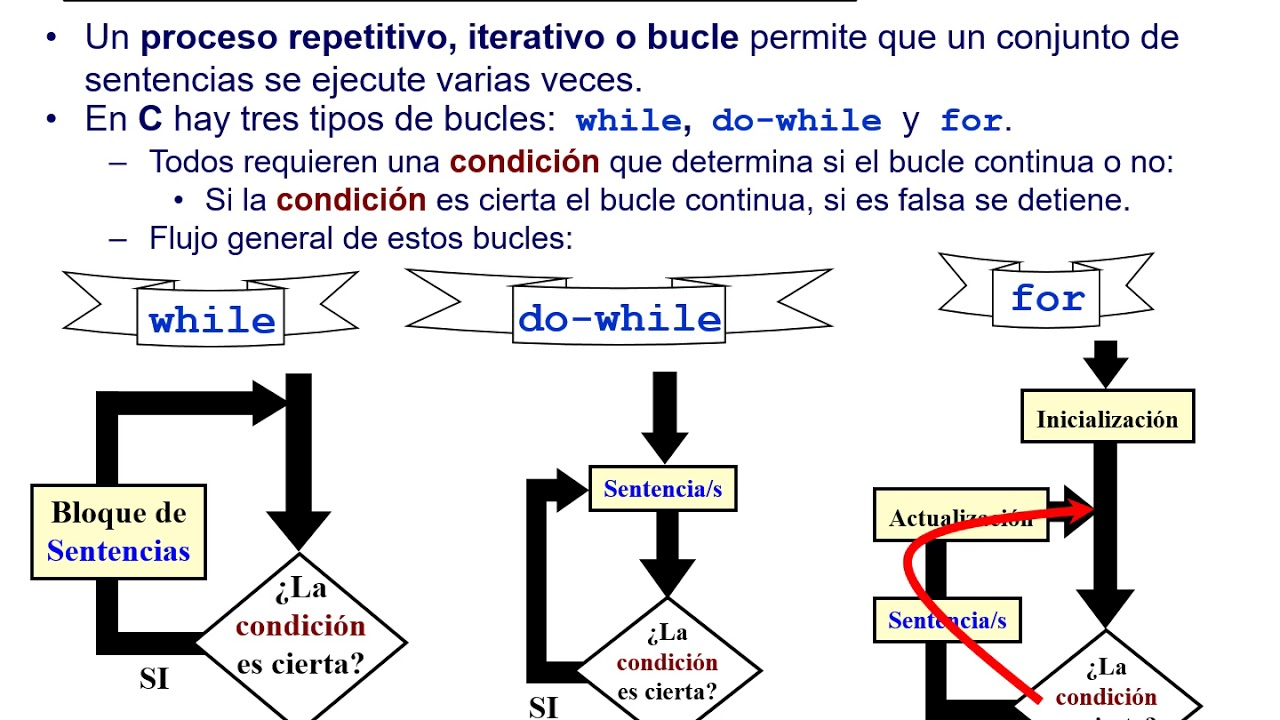 • Un proceso repetitivo, iterativo o bucle permite que un conjunto de
sentencias se ejecute varias veces.
• En C hay tres tipos de bucles: while, do-while y for.
– Todos requieren una condición que determina si el bucle continua o no:
• Si la condición es cierta el bucle continua, si es falsa se detiene.
– Flujo general de estos bucles:
while
Bloque de
Sentencias
¿La
condición
es cierta?
SI
do-while
Sentencia/s
¿La
condición
es cierta?
SI
for
Inicialización
Actualización
Sentencia/s
¿La
condición